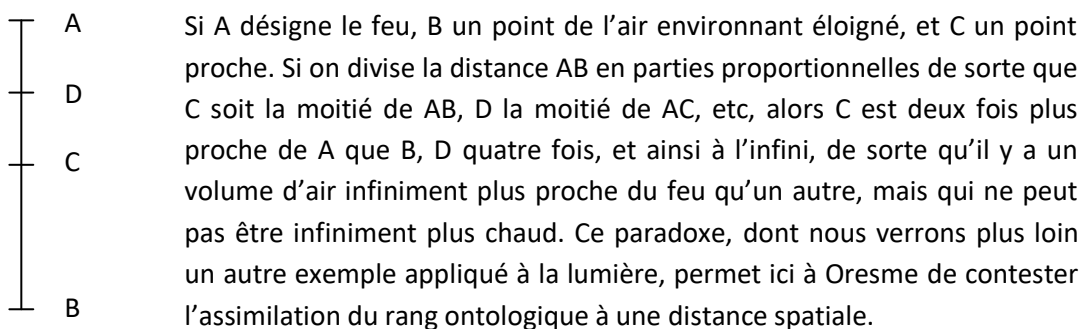 A
D
C
B
Si A désigne le feu, B un point de l'air environnant éloigné, et C un point
proche. Si on divise la distance AB en parties proportionnelles de sorte que
C soit la moitié de AB, D la moitié de AC, etc, alors C est deux fois plus
proche de A que B, D quatre fois, et ainsi à l'infini, de sorte qu'il y a un
volume d'air infiniment plus proche du feu qu'un autre, mais qui ne peut
pas être infiniment plus chaud. Ce paradoxe, dont nous verrons plus loin
un autre exemple appliqué à la lumière, permet ici à Oresme de contester
l'assimilation du rang ontologique à une distance spatiale.